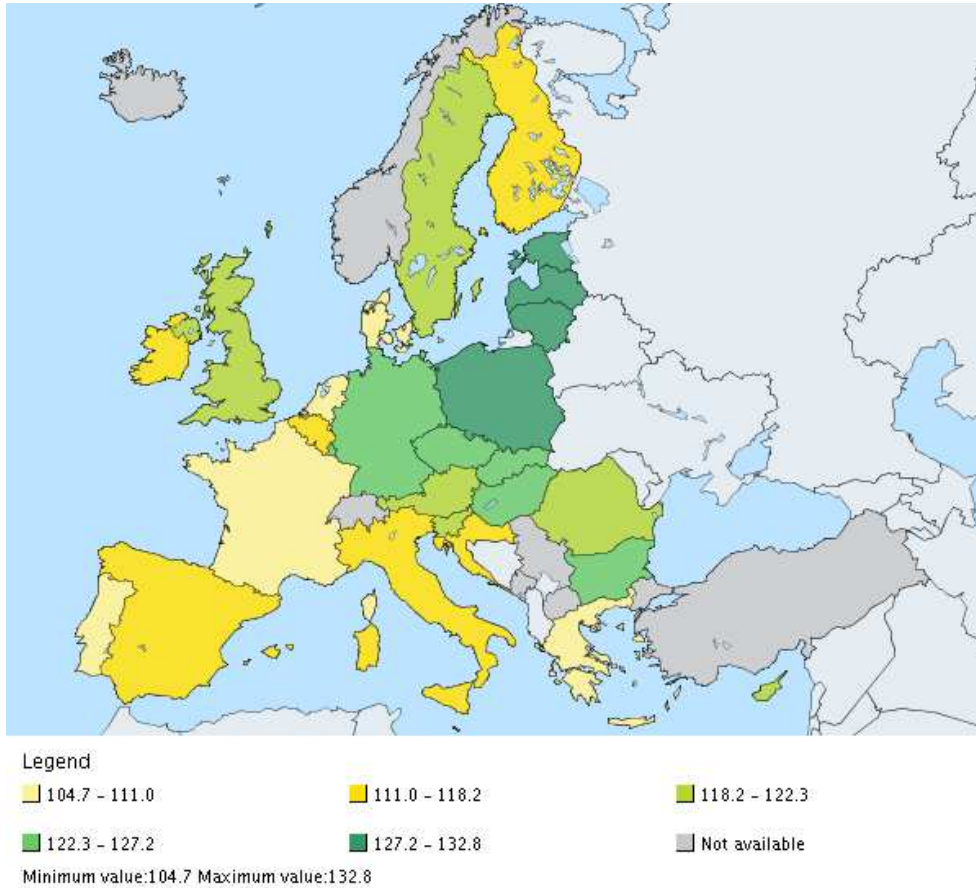 Legend
104.7 - 111.0 111.0 - 118.2 118.2 - 122.3
122.3 - 127.2 127.2 - 132.8 Not available
Minimum value:104.7 Maximum value:132.8